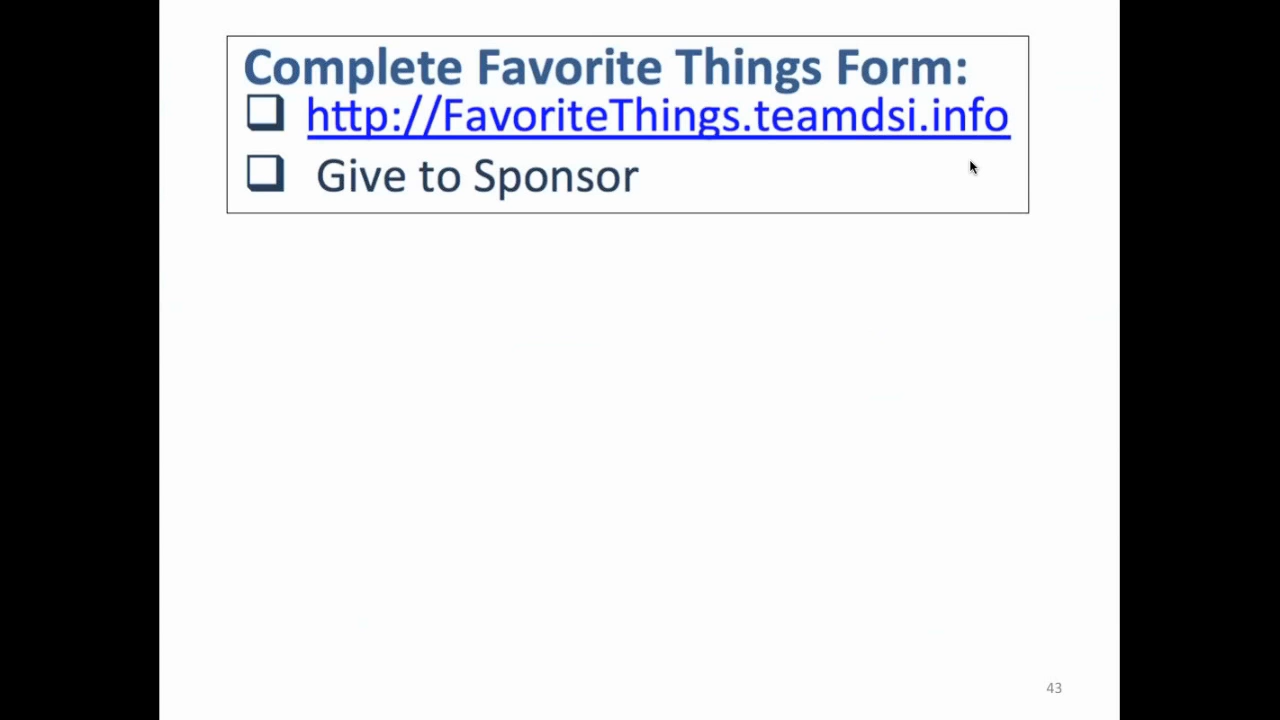 Complete Favorite Things Form:
❑ http://FavoriteThings.teamdsi.info
❑ Give to Sponsor
43